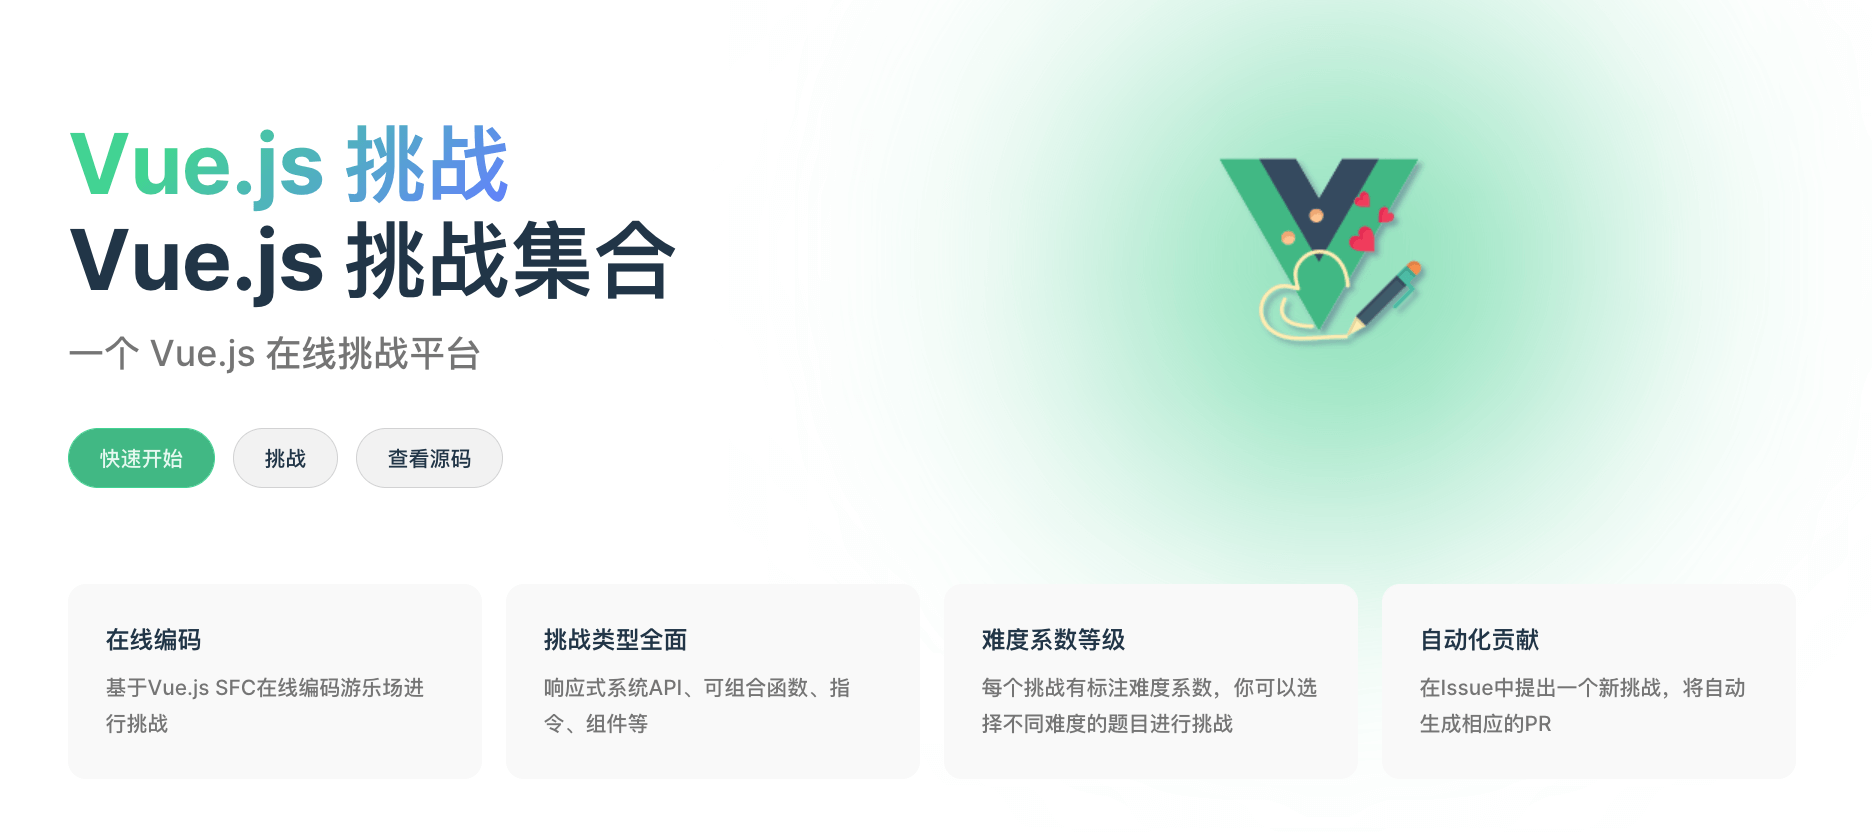 Vue.js 挑战
Vue.js 挑战集合
一个 Vue.js 在线挑战平台
快速开始
挑战
查看源码
在线编码
基于Vue.js SFC在线编码游乐场进
行挑战
挑战类型全面
响应式系统API、可组合函数、指
令、组件等
难度系数等级
每个挑战有标注难度系数，你可以选
择不同难度的题目进行挑战
自动化贡献
在Issue中提出一个新挑战，将自动
生成相应的PR